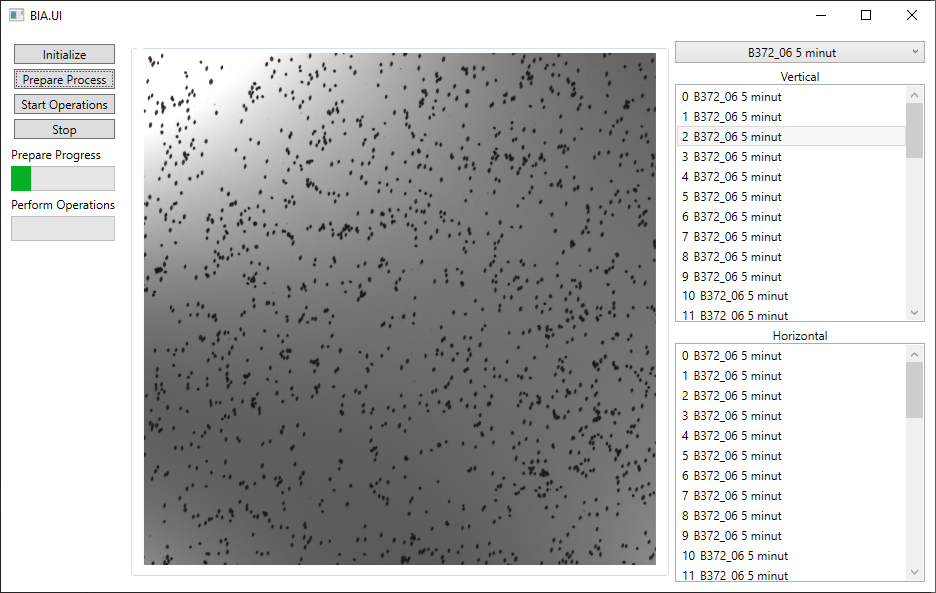 BIA.UI
Initialize
Prepare Process
Start Operations
Stop
Prepare Progress
Perform Operations
B372_06 5 minut
Vertical
0 B372_06 5 minut
1 B372_06 5 minut
2 B372_06 5 minut
3 B372_06 5 minut
4 B372_06 5 minut
5 B372_06 5 minut
6 B372_06 5 minut
7 B372_06 5 minut
8 B372_06 5 minut
9 B372_06 5 minut
10 B372_06 5 minut
11 B372_06 5 minut
Horizontal
0 B372_06 5 minut
1 B372_06 5 minut
2 B372_06 5 minut
3 B372_06 5 minut
4 B372_06 5 minut
5 B372_06 5 minut
6 B372_06 5 minut
7 B372_06 5 minut
8 B372_06 5 minut
9 B372_06 5 minut
10 B372_06 5 minut
11 B372_06 5 minut